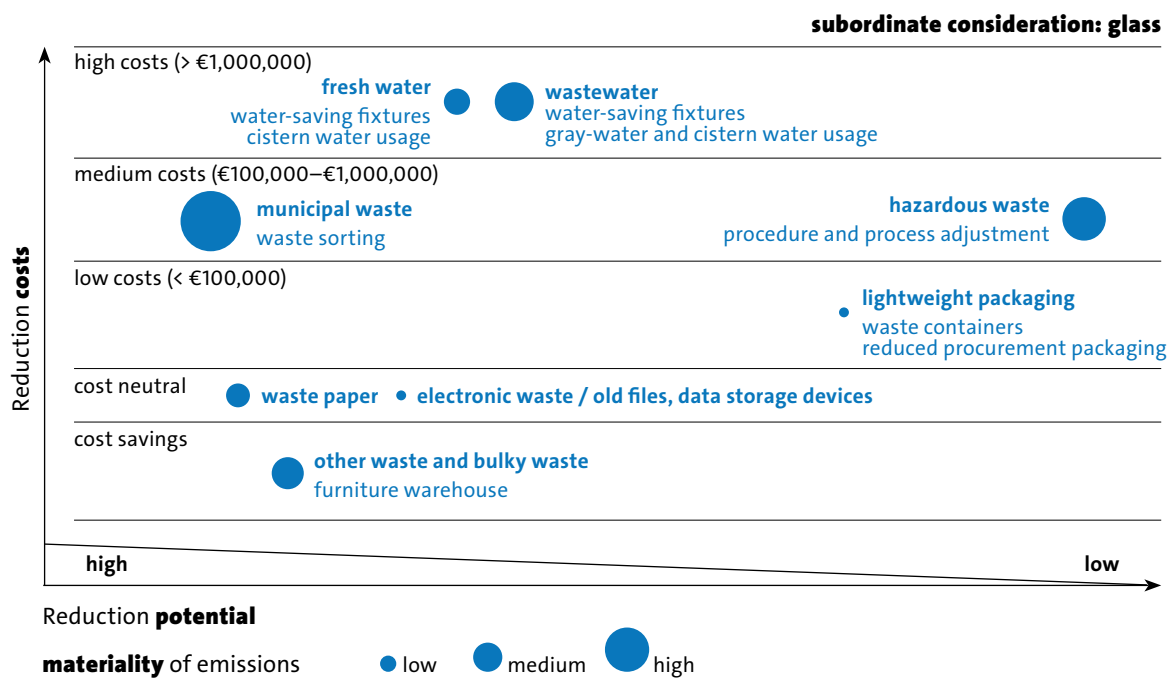 subordinate consideration: glass
high costs (> €1,000,000)
fresh water
water-saving fixtures
cistern water usage
wastewater
water-saving fixtures
gray-water and cistern water usage
medium costs (€100,000–€1,000,000)
municipal waste
waste sorting
hazardous waste
procedure and process adjustment
low costs (< €100,000)
lightweight packaging
waste containers
reduced procurement packaging
cost neutral
waste paper
electronic waste / old files, data storage devices
cost savings
other waste and bulky waste
furniture warehouse
Reduction costs
high
low
Reduction potential
materiality of emissions
low
medium
high